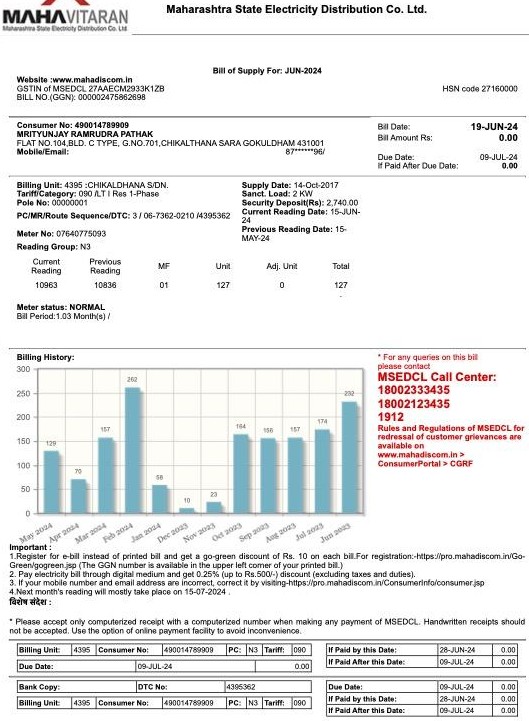 MAHAVITARAN
Maharashtra State Electricity Distribution Co. Ltd.
Maharashtra State Electricity Distribution Co. Ltd.
Bill of Supply For: JUN-2024
Website :www.mahadiscom.in
GSTIN of MSEDCL 27AAECM2933K1ZB
BILL NO.(GGN): 000002475862698
HSN code 27160000
Consumer No: 490014789909
MRITYUNJAY RAMRUDRA PATHAK
FLAT NO.104,BLD. C TYPE, G.NO.701,CHIKALTHANA SARA GOKULDHAM 431001
Mobile/Email: 87******96/
Bill Date: 19-JUN-24
Bill Amount Rs: 0.00
Due Date: 09-JUL-24
If Paid After Due Date: 0.00
Billing Unit: 4395 :CHIKALDHANA S/DN.
Tariff/Category: 090 /LT I Res 1-Phase
Pole No: 00000001
PC/MR/Route Sequence/DTC: 3 / 06-7362-0210 /4395362
Meter No: 07640775093
Reading Group: N3
Supply Date: 14-Oct-2017
Sanct. Load: 2 KW
Security Deposit(Rs): 2,740.00
Current Reading Date: 15-JUN-
24
Previous Reading Date: 15-
MAY-24
Current Reading Previous Reading MF Unit Adj. Unit Total
10963 10836 01 127 0 127
Meter status: NORMAL
Bill Period:1.03 Month(s) /
Billing History:
300
250
200
150
100
50
0
129 70 157 262 58 10 23 164 156 157 174 232
May 2024 Apr 2024 Mar 2024 Feb 2024 Jan 2024 Dec 2023 Nov 2023 Oct 2023 Sep 2023 Aug 2023 Jul 2023 Jun 2023
* For any queries on this bill
please contact
MSEDCL Call Center:
18002333435
18002123435
1912
Rules and Regulations of MSEDCL for
redressal of customer grievances are
available on
www.mahadiscom.in >
ConsumerPortal > CGRF
Important :
1.Register for e-bill instead of printed bill and get a go-green discount of Rs. 10 on each bill.For registration:-https://pro.mahadiscom.in/Go-
Green/gogreen.jsp (The GGN number is available in the upper left corner of your printed bill.)
2. Pay electricity bill through digital medium and get 0.25% (up to Rs.500/-) discount (excluding taxes and duties).
3. If your mobile number and email address are incorrect, correct it by visiting-https://pro.mahadiscom.in/ConsumerInfo/consumer.jsp
4.Next month's reading will mostly take place on 15-07-2024 .
विशेष संदेश :
* Please accept only computerized receipt with a computerized number when making any payment of MSEDCL. Handwritten receipts should
not be accepted. Use the option of online payment facility to avoid inconvenience.
Billing Unit: 4395 Consumer No: 490014789909 PC: N3 Tariff: 090
Due Date: 09-JUL-24 0.00
If Paid by this Date: 28-JUN-24 0.00
If Paid After this Date: 09-JUL-24 0.00
Bank Copy: DTC No: 4395362
Billing Unit: 4395 Consumer No: 490014789909 PC: N3 Tariff: 090
Due Date: 09-JUL-24 0.00
If Paid by this Date: 28-JUN-24 0.00
If Paid After this Date: 09-JUL-24 0.00